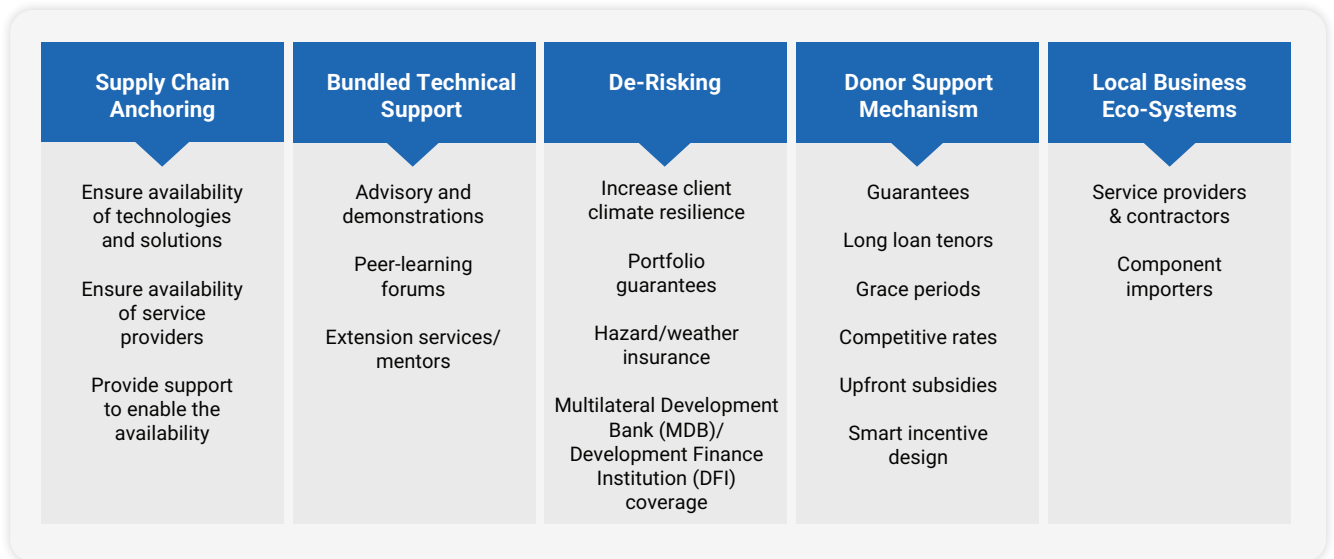 Supply Chain
Anchoring
Ensure availability
of technologies
and solutions
Ensure availability
of service
providers
Provide support
to enable the
availability
Bundled Technical
Support
Advisory and
demonstrations
Peer-learning
forums
Extension services/
mentors
De-Risking
Increase client
climate resilience
Portfolio
guarantees
Hazard/weather
insurance
Multilateral Development
Bank (MDB)/
Development Finance
Institution (DFI)
coverage
Donor Support
Mechanism
Guarantees
Long loan tenors
Grace periods
Competitive rates
Upfront subsidies
Smart incentive
design
Local Business
Eco-Systems
Service providers
& contractors
Component
importers